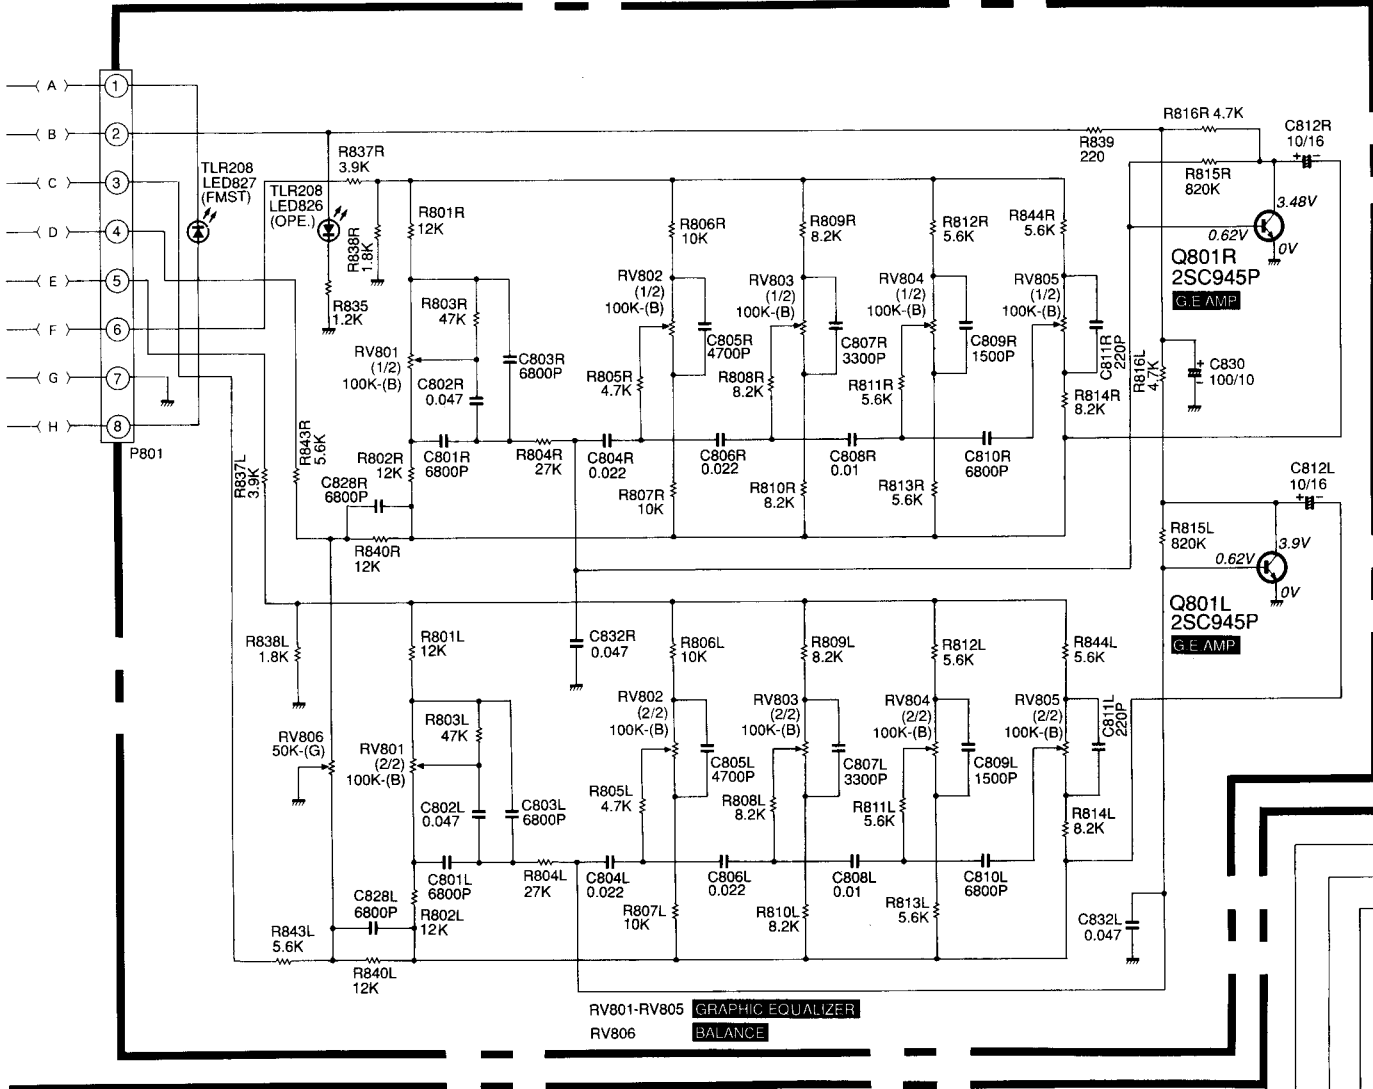 A
1
B
2
C
3
D
4
E
5
F
6
G
7
H
8
P801
TLR208
LED827
(FMST)
TLR208
LED826
(OPE.)
R837R
3.9K
R838R
1.8K
R835
1.2K
R801R
12K
R803R
47K
RV801
(1/2)
100K-(B)
C802R
0.047
C803R
6800P
R802R
12K
C801R
6800P
R804R
27K
C828R
6800P
R840R
12K
R843R
5.6K
R837L
3.9K
R806R
10K
RV802
(1/2)
100K-(B)
C805R
4700P
R805R
4.7K
C804R
0.022
R807R
10K
C806R
0.022
R809R
8.2K
RV803
(1/2)
100K-(B)
C807R
3300P
R808R
8.2K
R810R
8.2K
C808R
0.01
R812R
5.6K
RV804
(1/2)
100K-(B)
C809R
1500P
R811R
5.6K
R813R
5.6K
C810R
6800P
R844R
5.6K
RV805
(1/2)
100K-(B)
C811R
220P
R814R
8.2K
R839
220
R816R 4.7K
R815R
820K
C812R
10/16
+ −
3.48V
0.62V
0V
Q801R
2SC945P
G.E AMP
R816L
4.7K
+
C830
100/10
−
C812L
10/16
+ −
R815L
820K
3.9V
0.62V
0V
Q801L
2SC945P
G.E AMP
R838L
1.8K
RV806
50K-(G)
R801L
12K
R803L
47K
RV801
(2/2)
100K-(B)
C802L
0.047
C803L
6800P
C801L
6800P
R804L
27K
C828L
6800P
R802L
12K
R843L
5.6K
R840L
12K
C832R
0.047
R806L
10K
RV802
(2/2)
100K-(B)
C805L
4700P
R805L
4.7K
C804L
0.022
R807L
10K
C806L
0.022
R809L
8.2K
RV803
(2/2)
100K-(B)
C807L
3300P
R808L
8.2K
R810L
8.2K
C808L
0.01
R812L
5.6K
RV804
(2/2)
100K-(B)
C809L
1500P
R811L
5.6K
R813L
5.6K
C810L
6800P
R844L
5.6K
RV805
(2/2)
100K-(B)
C811L
220P
R814L
8.2K
C832L
0.047
RV801-RV805 GRAPHIC EQUALIZER
RV806 BALANCE